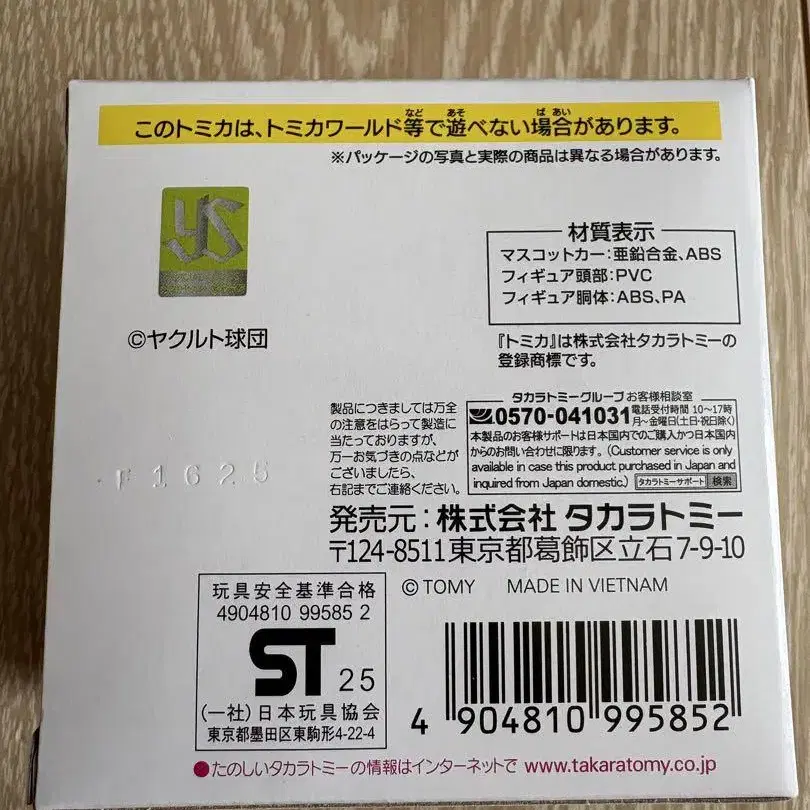 このトミカは、トミカワールド等で遊べない場合があります。
※パッケージの写真と実際の商品は異なる場合があります。
YS
©ヤクルト球団
材質表示
マスコットカー：亜鉛合金、ABS
フィギュア頭部：PVC
フィギュア胴体：ABS、PA
『トミカ』は株式会社タカラトミーの
登録商標です。
製品につきましては万全
の注意をはらって製造に
当たっておりますが、
万一お気づきの点などが
ございましたら、
右記までご連絡ください。
タカラトミーグループ お客様相談室
0570-041031 電話受付時間 10〜17時
月〜金曜日(土・日・祝日除く)
本製品のお客様サポートは日本国内でのご購入かつ日本国内
からのお問い合わせに限ります。(Customer service is only
available in case this product purchased in Japan and
inquired from Japan domestic.) タカラトミーサポート 検索
F1625
発売元：株式会社 タカラトミー
〒124-8511東京都葛飾区立石7-9-10
© TOMY MADE IN VIETNAM
玩具安全基準合格
4904810 99585 2
ST 25
(一社)日本玩具協会
東京都墨田区東駒形4-22-4
4 904810 995852
●たのしいタカラトミーの情報はインターネットで www.takaratomy.co.jp